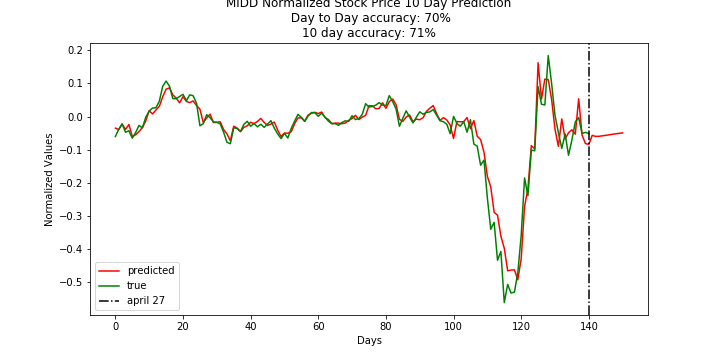 MIDD Normalized Stock Price 10 Day Prediction
Day to Day accuracy: 70%
10 day accuracy: 71%
0.2
0.1
0.0
−0.1
−0.2
−0.3
−0.4
−0.5
Normalized Values
predicted
true
april 27
0 20 40 60 80 100 120 140
Days